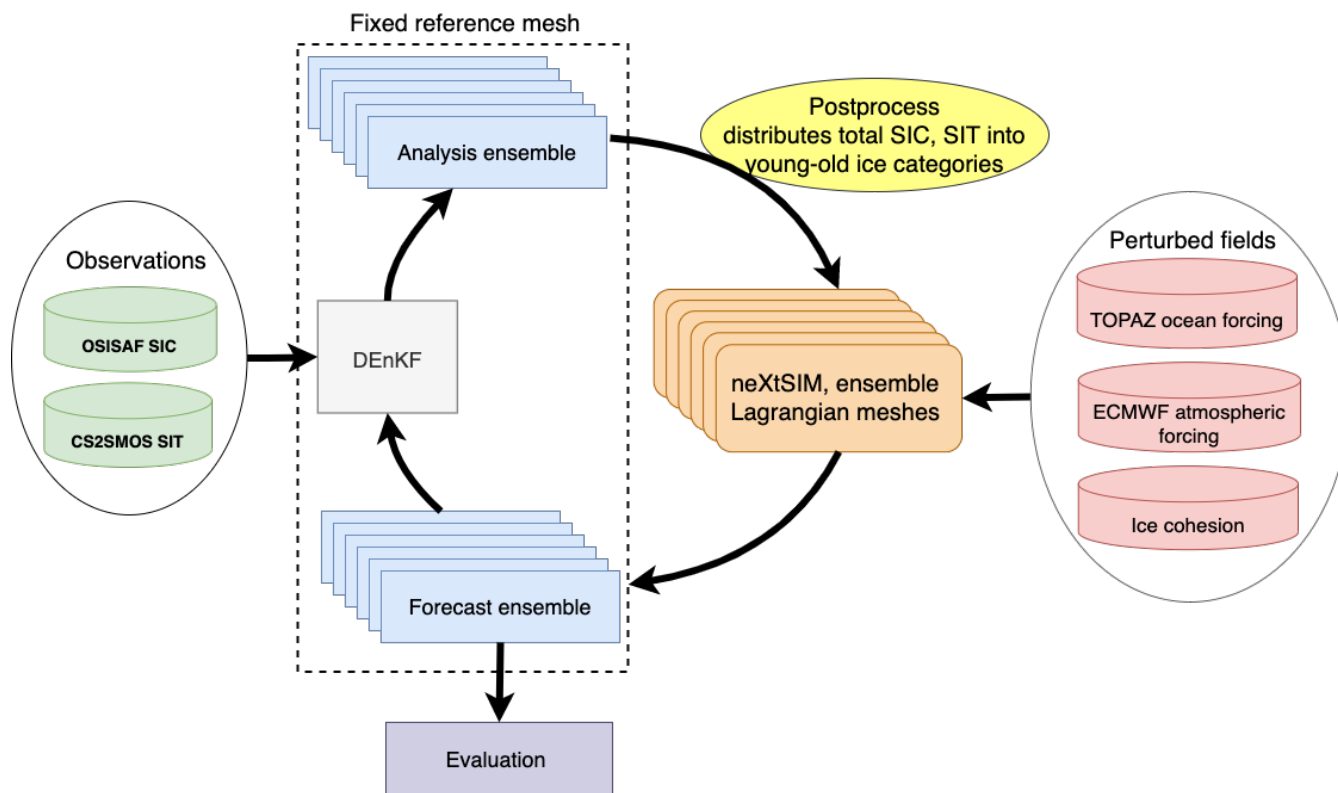 Fixed reference mesh
Analysis ensemble
Postprocess
distributes total SIC, SIT into
young-old ice categories
Observations
OSISAF SIC
CS2SMOS SIT
DEnKF
neXtSIM, ensemble
Lagrangian meshes
Perturbed fields
TOPAZ ocean forcing
ECMWF atmospheric
forcing
Ice cohesion
Forecast ensemble
Evaluation